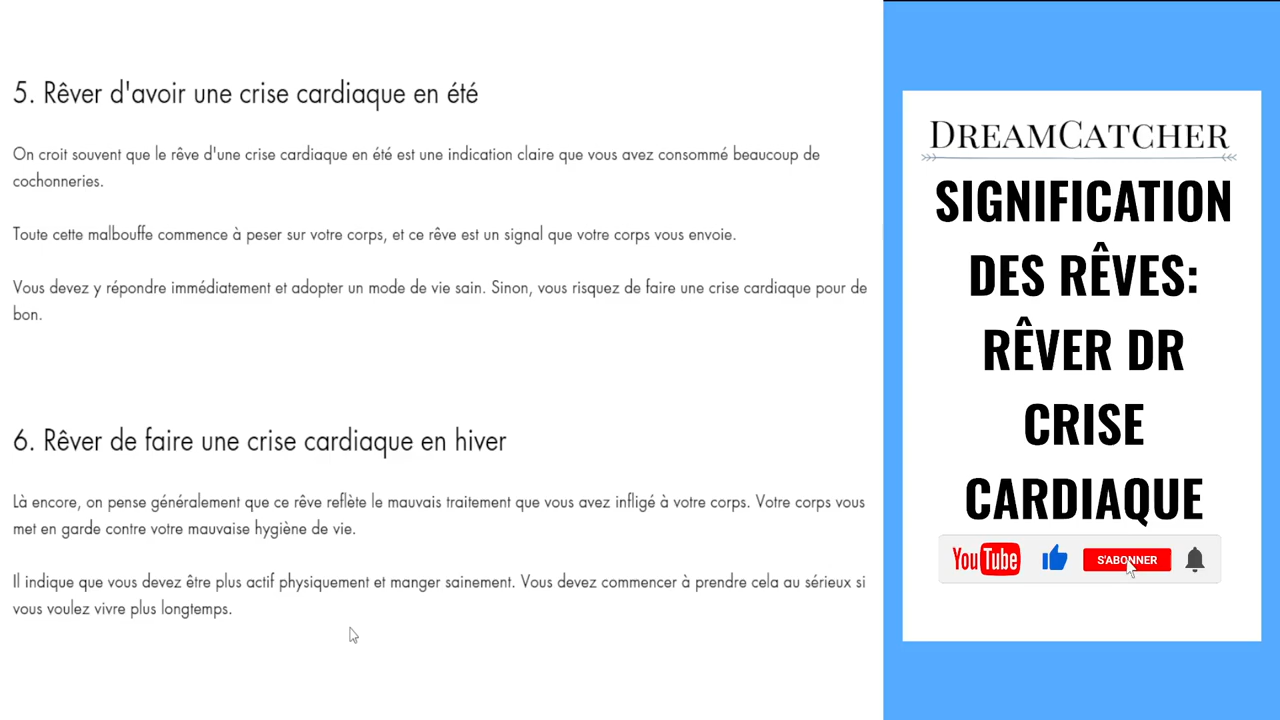 5. Rêver d'avoir une crise cardiaque en été
On croit souvent que le rêve d'une crise cardiaque en été est une indication claire que vous avez consommé beaucoup de
cochonneries.
Toute cette malbouffe commence à peser sur votre corps, et ce rêve est un signal que votre corps vous envoie.
Vous devez y répondre immédiatement et adopter un mode de vie sain. Sinon, vous risquez de faire une crise cardiaque pour de
bon.
6. Rêver de faire une crise cardiaque en hiver
Là encore, on pense généralement que ce rêve reflète le mauvais traitement que vous avez infligé à votre corps. Votre corps vous
met en garde contre votre mauvaise hygiène de vie.
Il indique que vous devez être plus actif physiquement et manger sainement. Vous devez commencer à prendre cela au sérieux si
vous voulez vivre plus longtemps.
DREAMCATCHER
SIGNIFICATION
DES RÊVES:
RÊVER DR
CRISE
CARDIAQUE
YouTube S'ABONNER